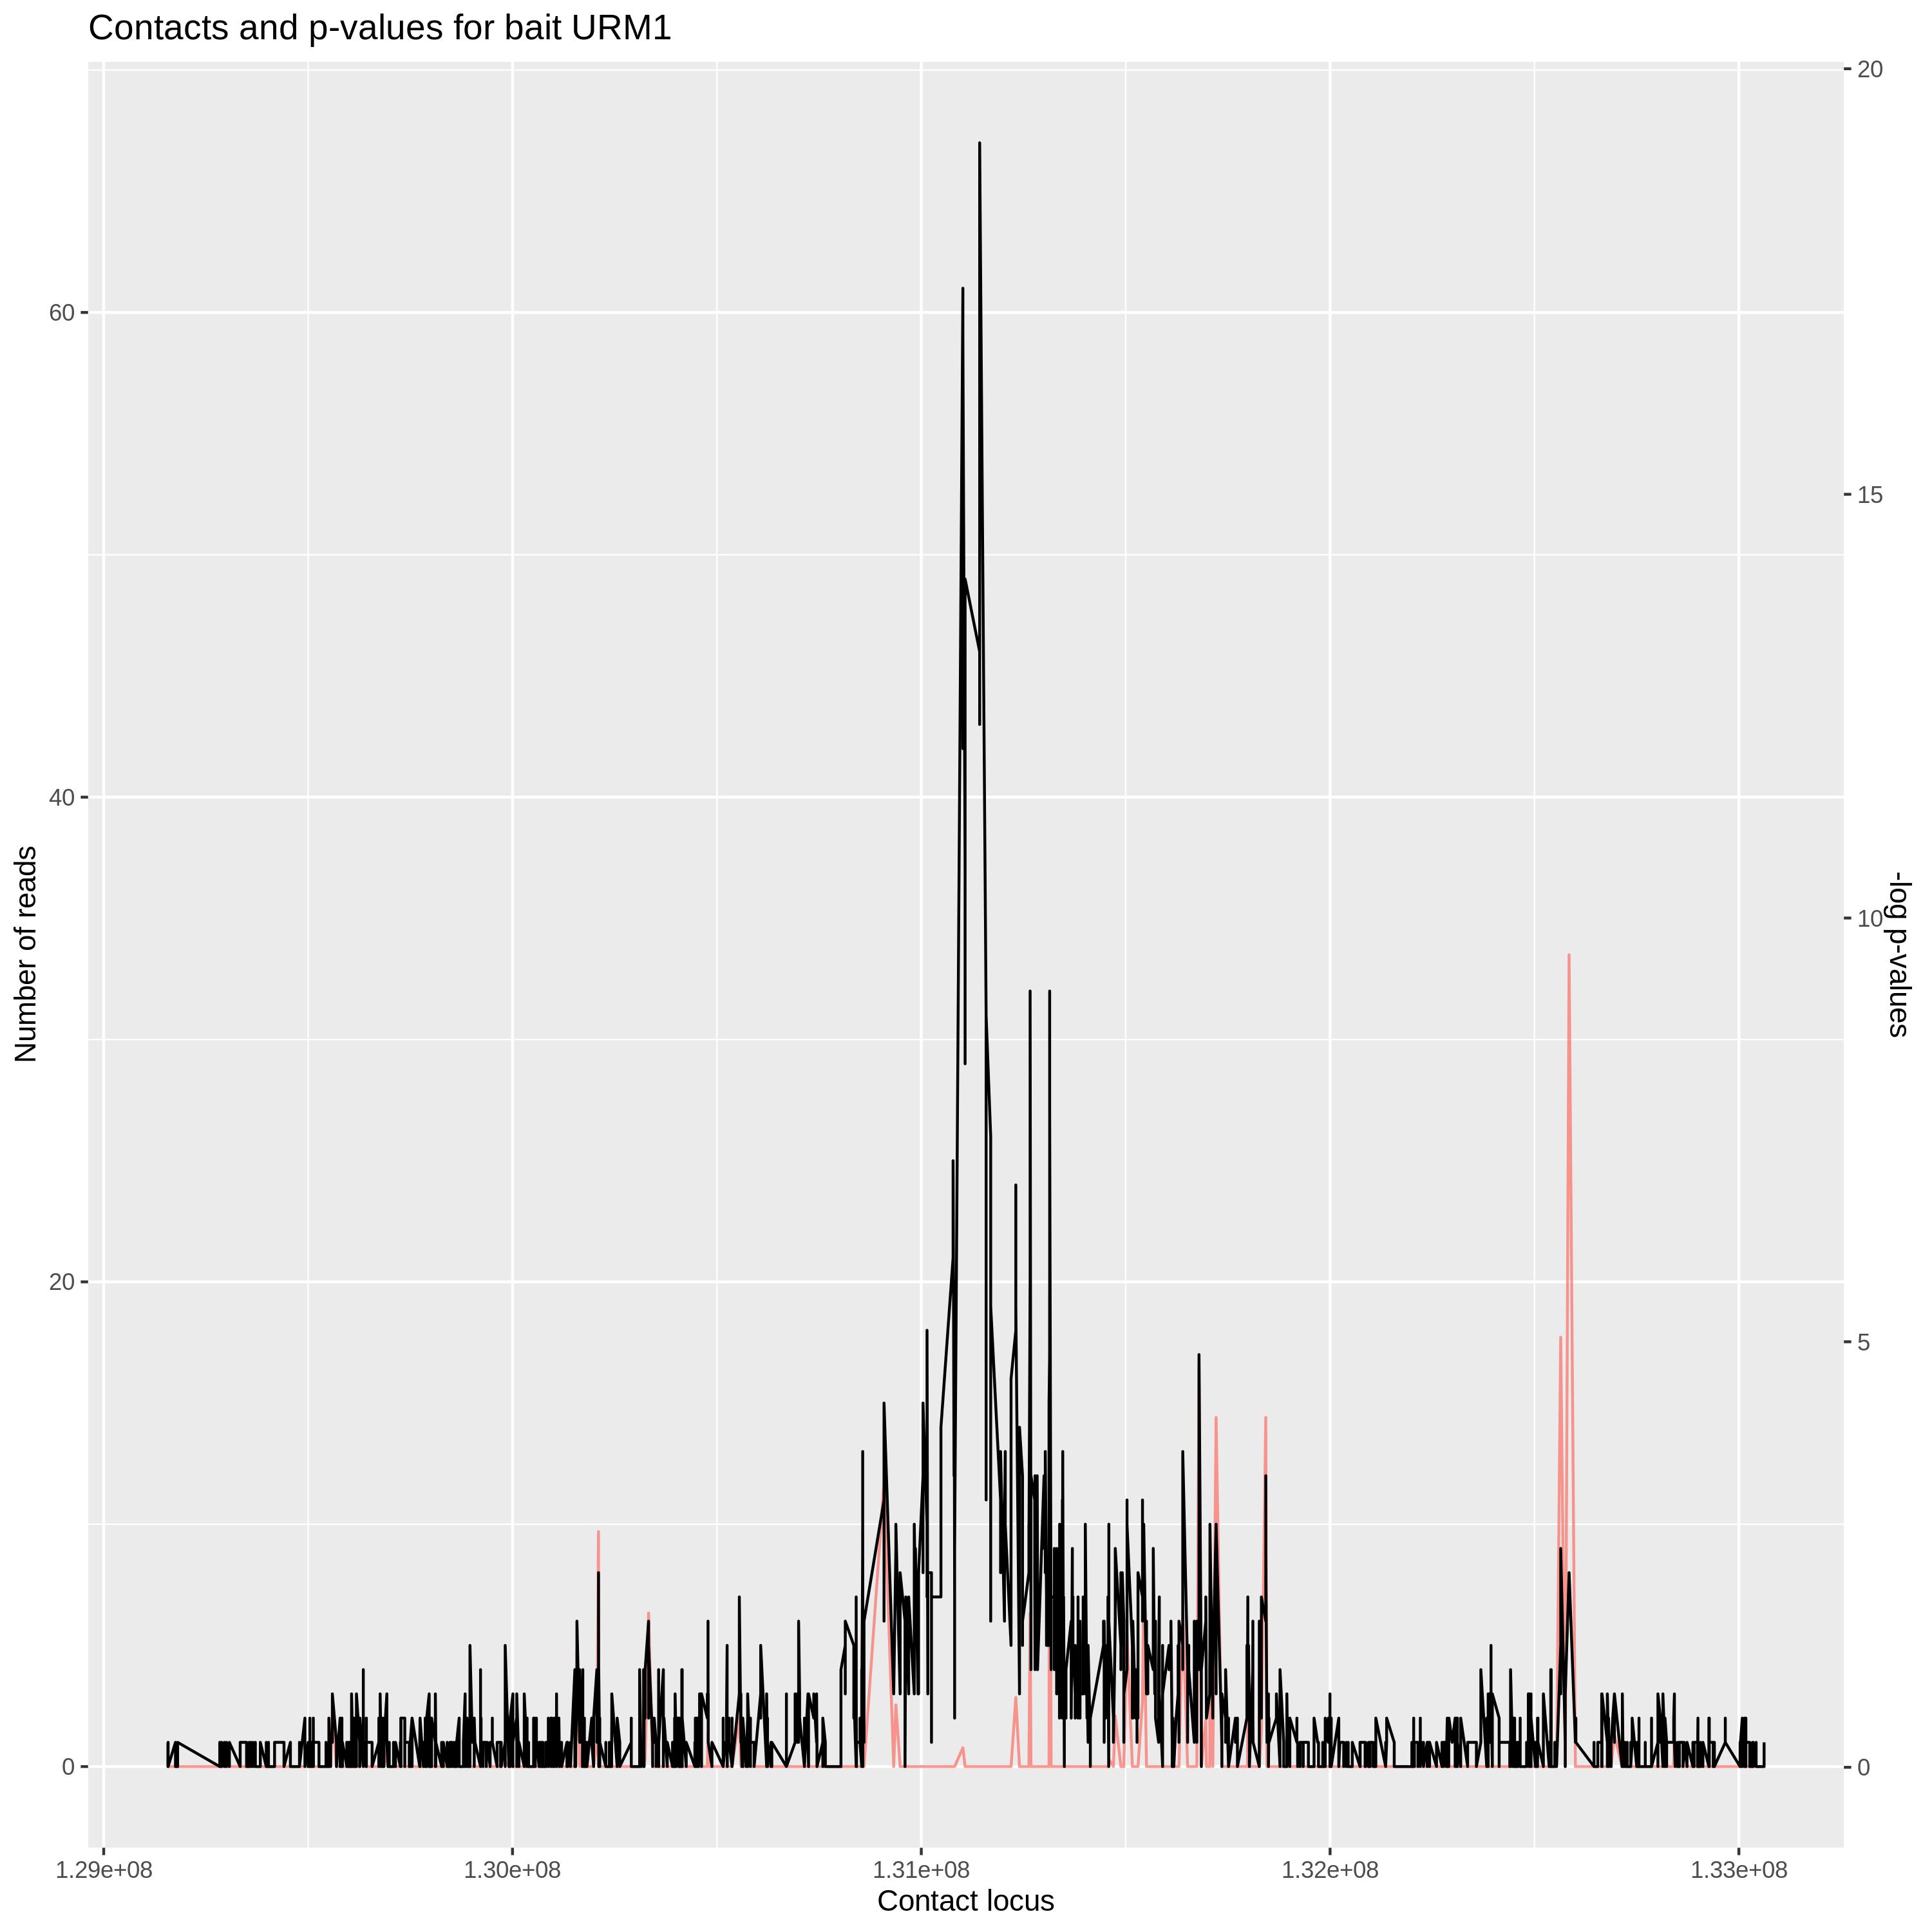 Contacts and p-values for bait URM1
20
60
15
40
10
20
5
0
0
Number of reads
-log p-values
1.29e+08 1.30e+08 1.31e+08 1.32e+08 1.33e+08
Contact locus